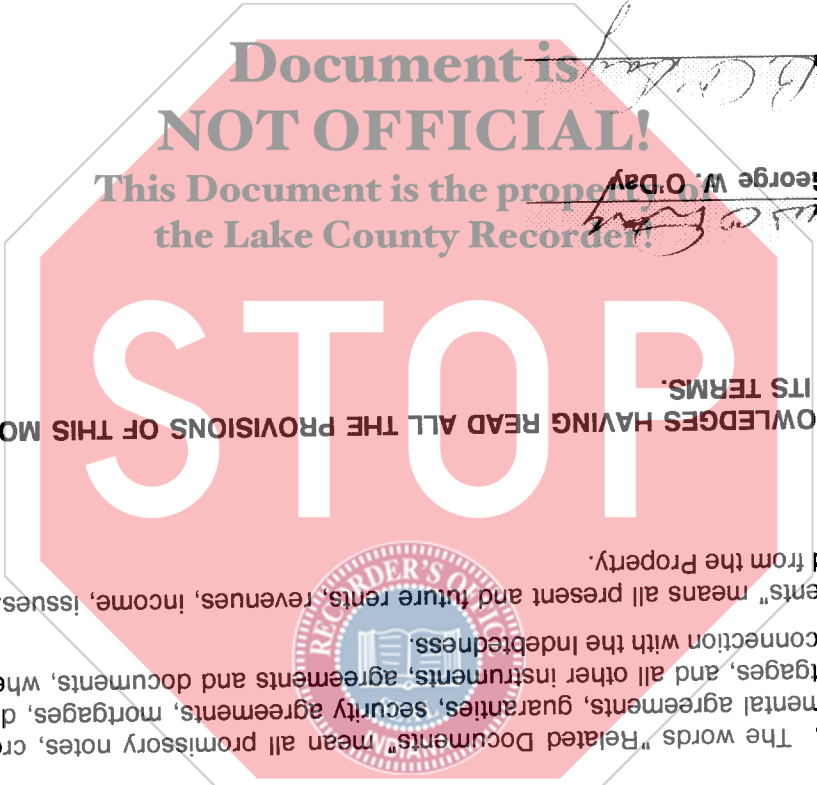 Document is
NOT OFFICIAL!
This Document is the property of
the Lake County Recorder!
STOP
RECORDER'S OFFICE
INDIANA
. The words "Related Documents" mean all promissory notes, cr
mental agreements, guaranties, security agreements, mortgages, d
tgages, and all other instruments, agreements and documents, whe
connection with the Indebtedness.
ents" means all present and future rents, revenues, income, issues
d from the Property.
OWLEDGES HAVING READ ALL THE PROVISIONS OF THIS MO
ITS TERMS.
George W. O'Day